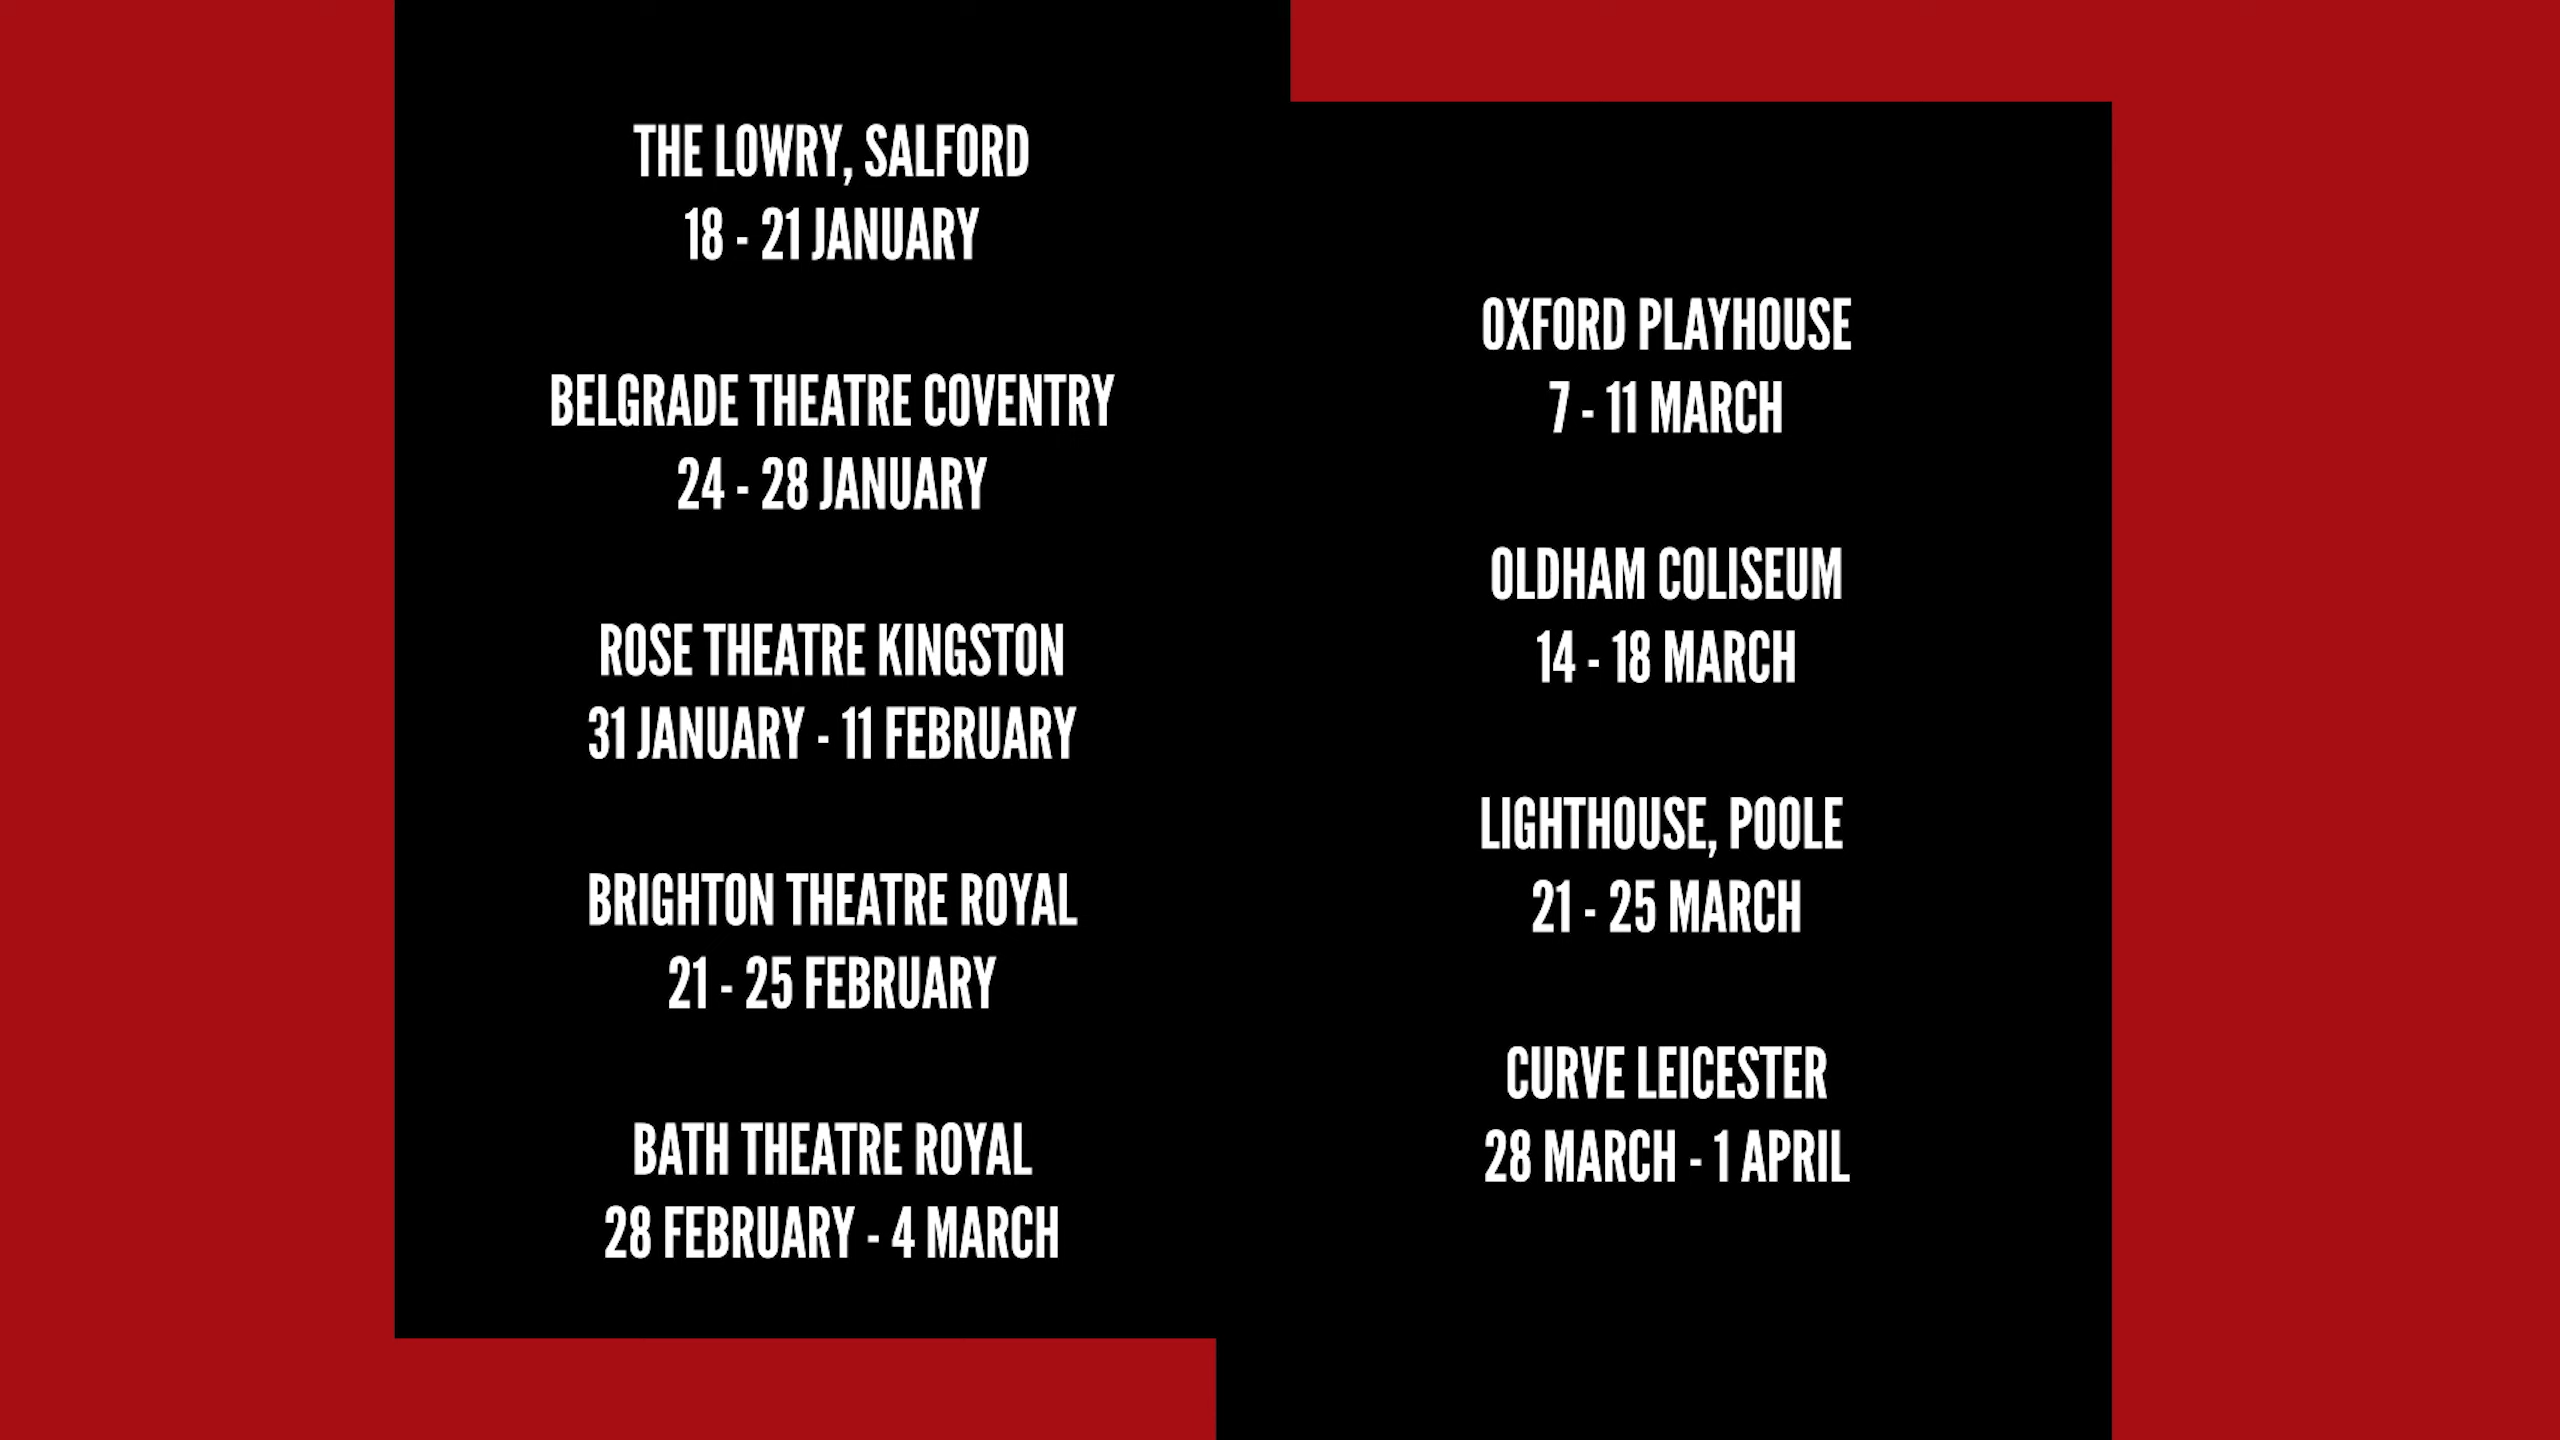 THE LOWRY, SALFORD
18 - 21 JANUARY
BELGRADE THEATRE COVENTRY
24 - 28 JANUARY
ROSE THEATRE KINGSTON
31 JANUARY - 11 FEBRUARY
BRIGHTON THEATRE ROYAL
21 - 25 FEBRUARY
BATH THEATRE ROYAL
28 FEBRUARY - 4 MARCH
OXFORD PLAYHOUSE
7 - 11 MARCH
OLDHAM COLISEUM
14 - 18 MARCH
LIGHTHOUSE, POOLE
21 - 25 MARCH
CURVE LEICESTER
28 MARCH - 1 APRIL